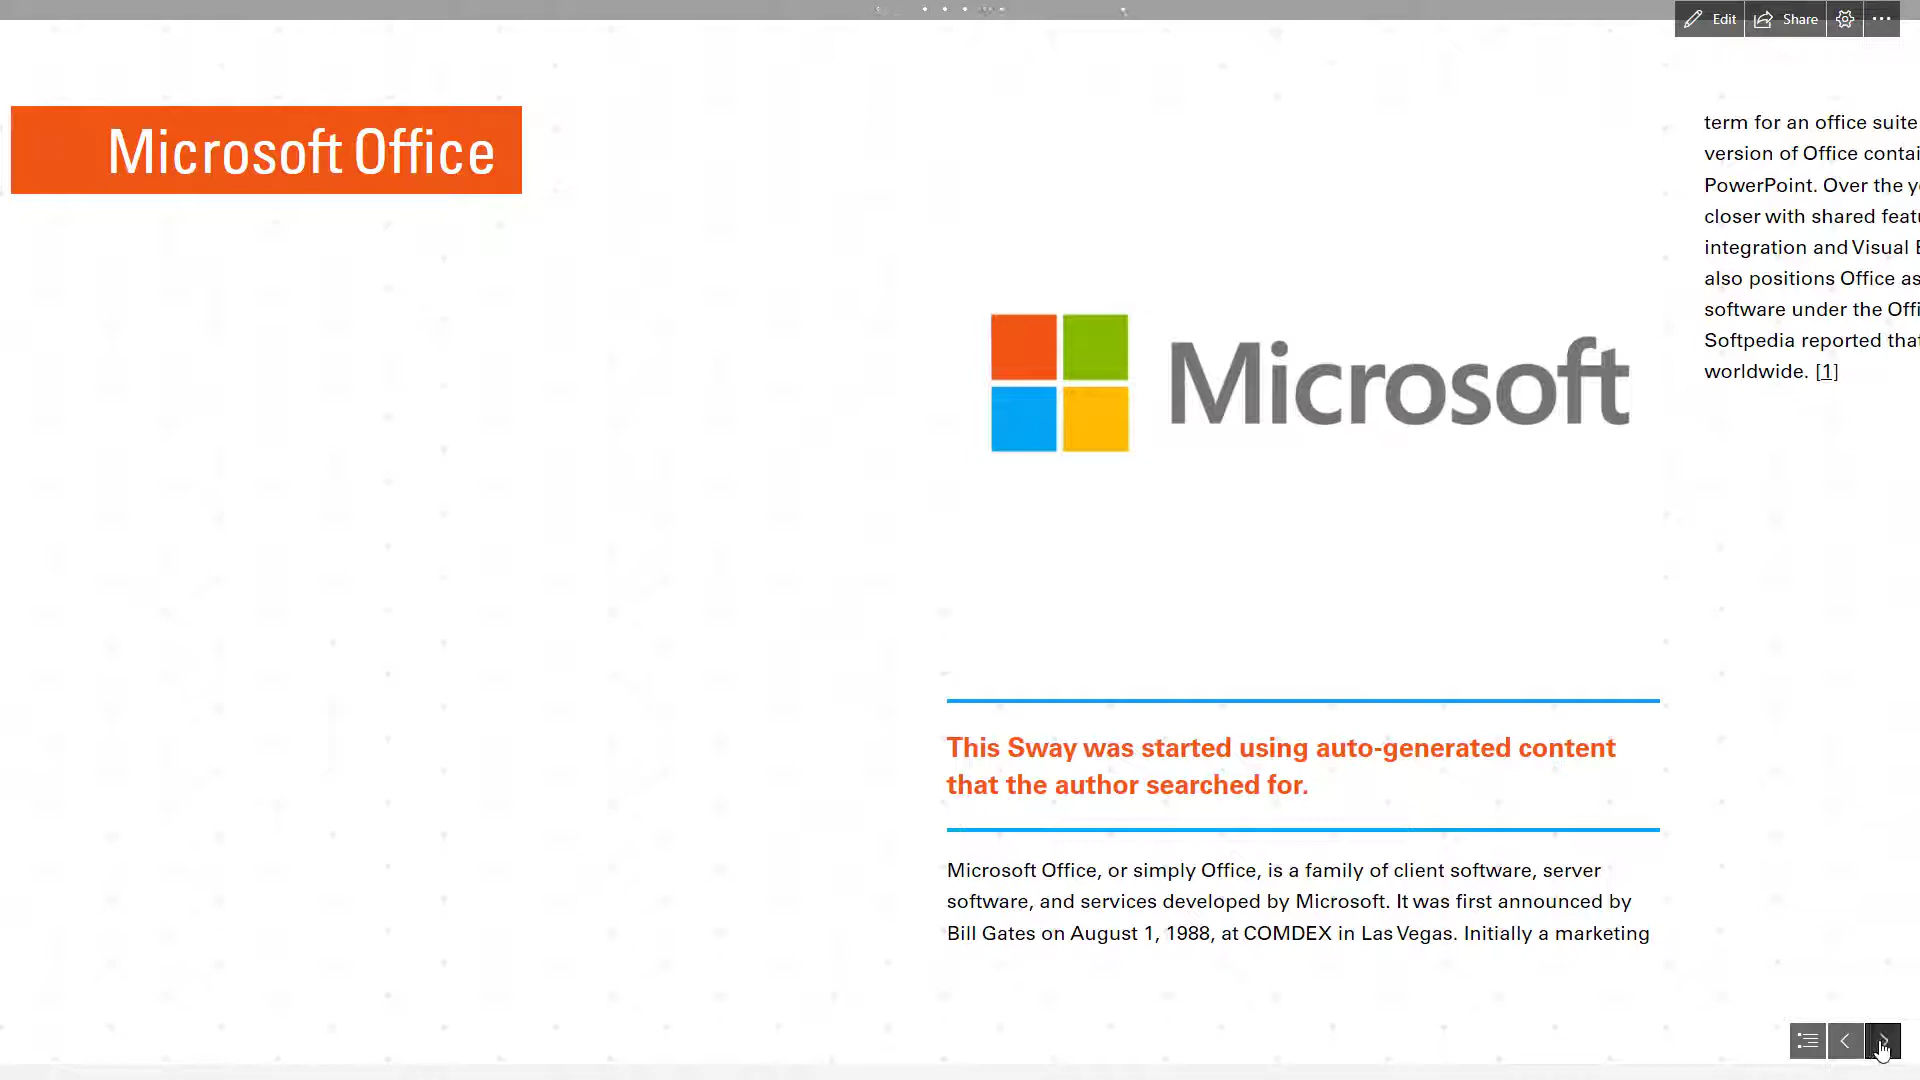 Edit
Share
Microsoft Office
Microsoft
This Sway was started using auto-generated content
that the author searched for.
Microsoft Office, or simply Office, is a family of client software, server
software, and services developed by Microsoft. It was first announced by
Bill Gates on August 1, 1988, at COMDEX in Las Vegas. Initially a marketing
term for an office suite
version of Office contai
PowerPoint. Over the y
closer with shared feat
integration and Visual
also positions Office as
software under the Offi
Softpedia reported that
worldwide. [1]